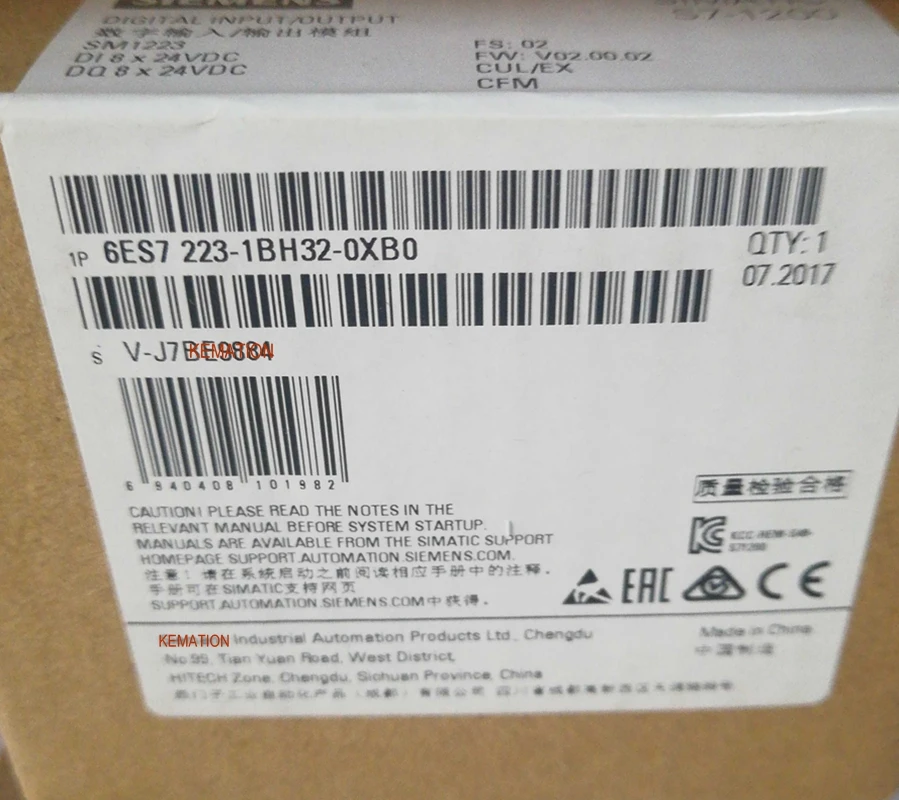 SIEMENS
DIGITAL INPUT/OUTPUT
数字输入/输出模组
SM1223
DI 8 x 24VDC
DQ 8 x 24VDC
S7-1200
FS: 02
FW: V02.00.02
CUL/EX
CFM
1P 6ES7 223-1BH32-0XB0
QTY: 1
07.2017
S V-J7
KEMATION
6 940408 101982
CAUTION! PLEASE READ THE NOTES IN THE
RELEVANT MANUAL BEFORE SYSTEM STARTUP.
MANUALS ARE AVAILABLE FROM THE SIMATIC SUPPORT
HOMEPAGE SUPPORT.AUTOMATION.SIEMENS.COM.
注意！请在系统启动之前阅读相应手册中的注释.
手册可在SIMATIC支持网页
SUPPORT.AUTOMATION.SIEMENS.COM中获得.
质量检验合格
KCC-REM-S49-
S71200
EAC
CE
KEMATION Industrial Automation Products Ltd., Chengdu
No.99, Tian Yuan Road, West District,
HITECH Zone, Chengdu, Sichuan Province, China
Made in China
中国制造